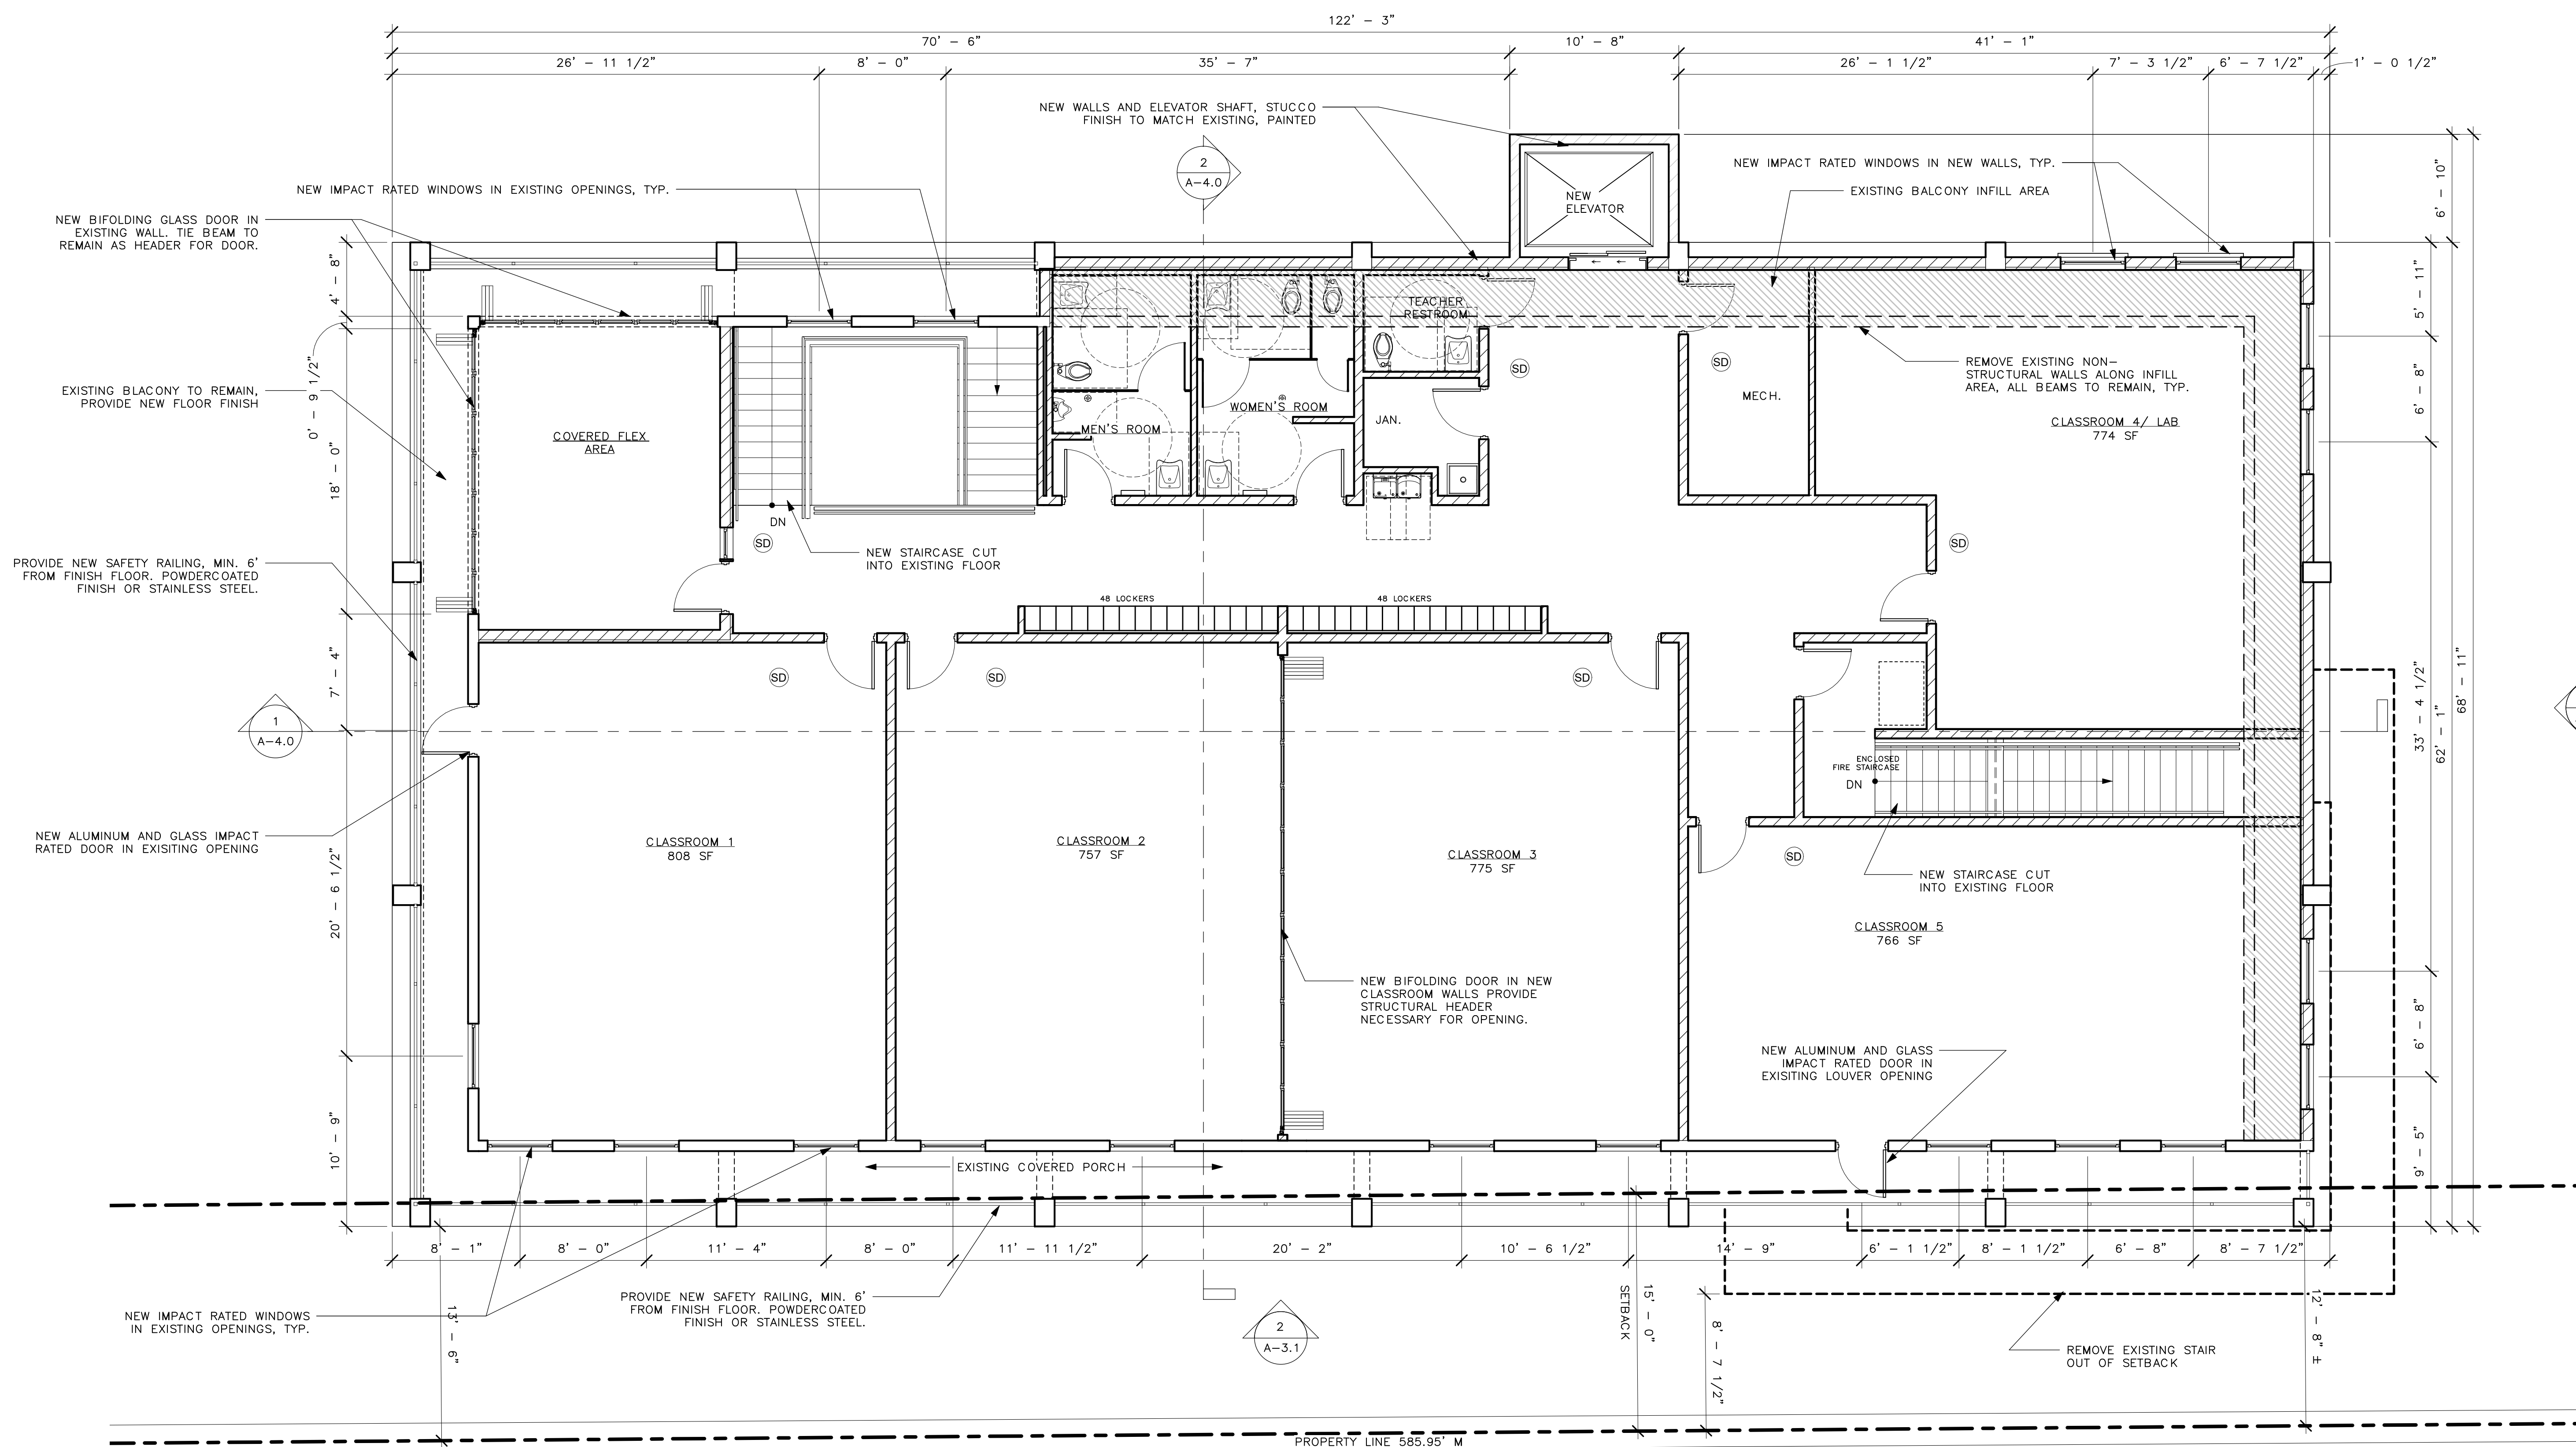 122' - 3"
70' - 6"
10' - 8"
41' - 1"
26' - 11 1/2"
8' - 0"
35' - 7"
26' - 1 1/2"
7' - 3 1/2"
6' - 7 1/2"
1' - 0 1/2"
NEW WALLS AND ELEVATOR SHAFT, STUCCO
FINISH TO MATCH EXISTING, PAINTED
2
A-4.0
NEW IMPACT RATED WINDOWS IN NEW WALLS, TYP.
EXISTING BALCONY INFILL AREA
6' - 10"
NEW IMPACT RATED WINDOWS IN EXISTING OPENINGS, TYP.
NEW
ELEVATOR
NEW BIFOLDING GLASS DOOR IN
EXISTING WALL. TIE BEAM TO
REMAIN AS HEADER FOR DOOR.
4' - 8"
5' - 11"
TEACHER
RESTROOM
0' - 9 1/2"
SD
SD
REMOVE EXISTING NON-
STRUCTURAL WALLS ALONG INFILL
AREA, ALL BEAMS TO REMAIN, TYP.
EXISTING BLACONY TO REMAIN,
PROVIDE NEW FLOOR FINISH
6' - 8"
MECH.
WOMEN'S ROOM
JAN.
MEN'S ROOM
CLASSROOM 4/ LAB
774 SF
COVERED FLEX
AREA
18' - 0"
DN
SD
SD
NEW STAIRCASE CUT
INTO EXISTING FLOOR
PROVIDE NEW SAFETY RAILING, MIN. 6'
FROM FINISH FLOOR. POWDERCOATED
FINISH OR STAINLESS STEEL.
48 LOCKERS
48 LOCKERS
7' - 4"
SD
SD
SD
33' - 4 1/2"
62' - 1"
68' - 11"
1
A-4.0
ENCLOSED
FIRE STAIRCASE
DN
NEW ALUMINUM AND GLASS IMPACT
RATED DOOR IN EXISITING OPENING
CLASSROOM 1
808 SF
CLASSROOM 2
757 SF
CLASSROOM 3
775 SF
SD
NEW STAIRCASE CUT
INTO EXISTING FLOOR
20' - 6 1/2"
CLASSROOM 5
766 SF
NEW BIFOLDING DOOR IN NEW
CLASSROOM WALLS PROVIDE
STRUCTURAL HEADER
NECESSARY FOR OPENING.
6' - 8"
NEW ALUMINUM AND GLASS
IMPACT RATED DOOR IN
EXISITING LOUVER OPENING
10' - 9"
9' - 5"
EXISTING COVERED PORCH
8' - 1"
8' - 0"
11' - 4"
8' - 0"
11' - 11 1/2"
20' - 2"
10' - 6 1/2"
14' - 9"
6' - 1 1/2"
8' - 1 1/2"
6' - 8"
8' - 7 1/2"
PROVIDE NEW SAFETY RAILING, MIN. 6'
FROM FINISH FLOOR. POWDERCOATED
FINISH OR STAINLESS STEEL.
NEW IMPACT RATED WINDOWS
IN EXISTING OPENINGS, TYP.
13' - 6"
2
A-3.1
SETBACK
15' - 0"
8' - 7 1/2"
REMOVE EXISTING STAIR
OUT OF SETBACK
12' - 8" ±
PROPERTY LINE 585.95' M